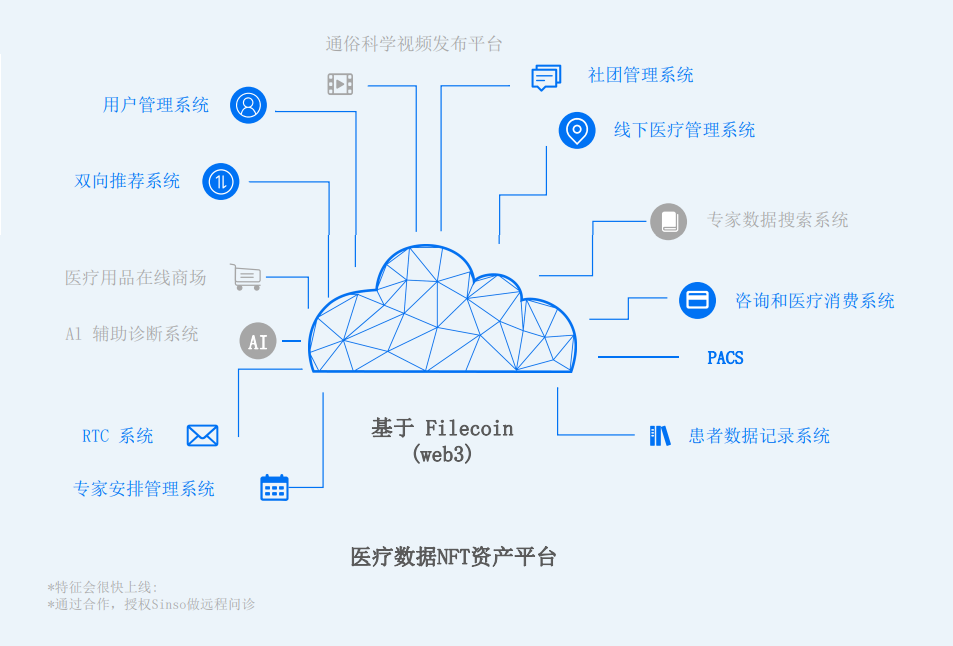 通俗科学视频发布平台
社团管理系统
用户管理系统
线下医疗管理系统
双向推荐系统
专家数据搜索系统
医疗用品在线商场
咨询和医疗消费系统
AI 辅助诊断系统
AI
PACS
基于 Filecoin
(web3)
RTC 系统
患者数据记录系统
专家安排管理系统
医疗数据NFT资产平台
*特征会很快上线:
*通过合作, 授权Sinso做远程问诊